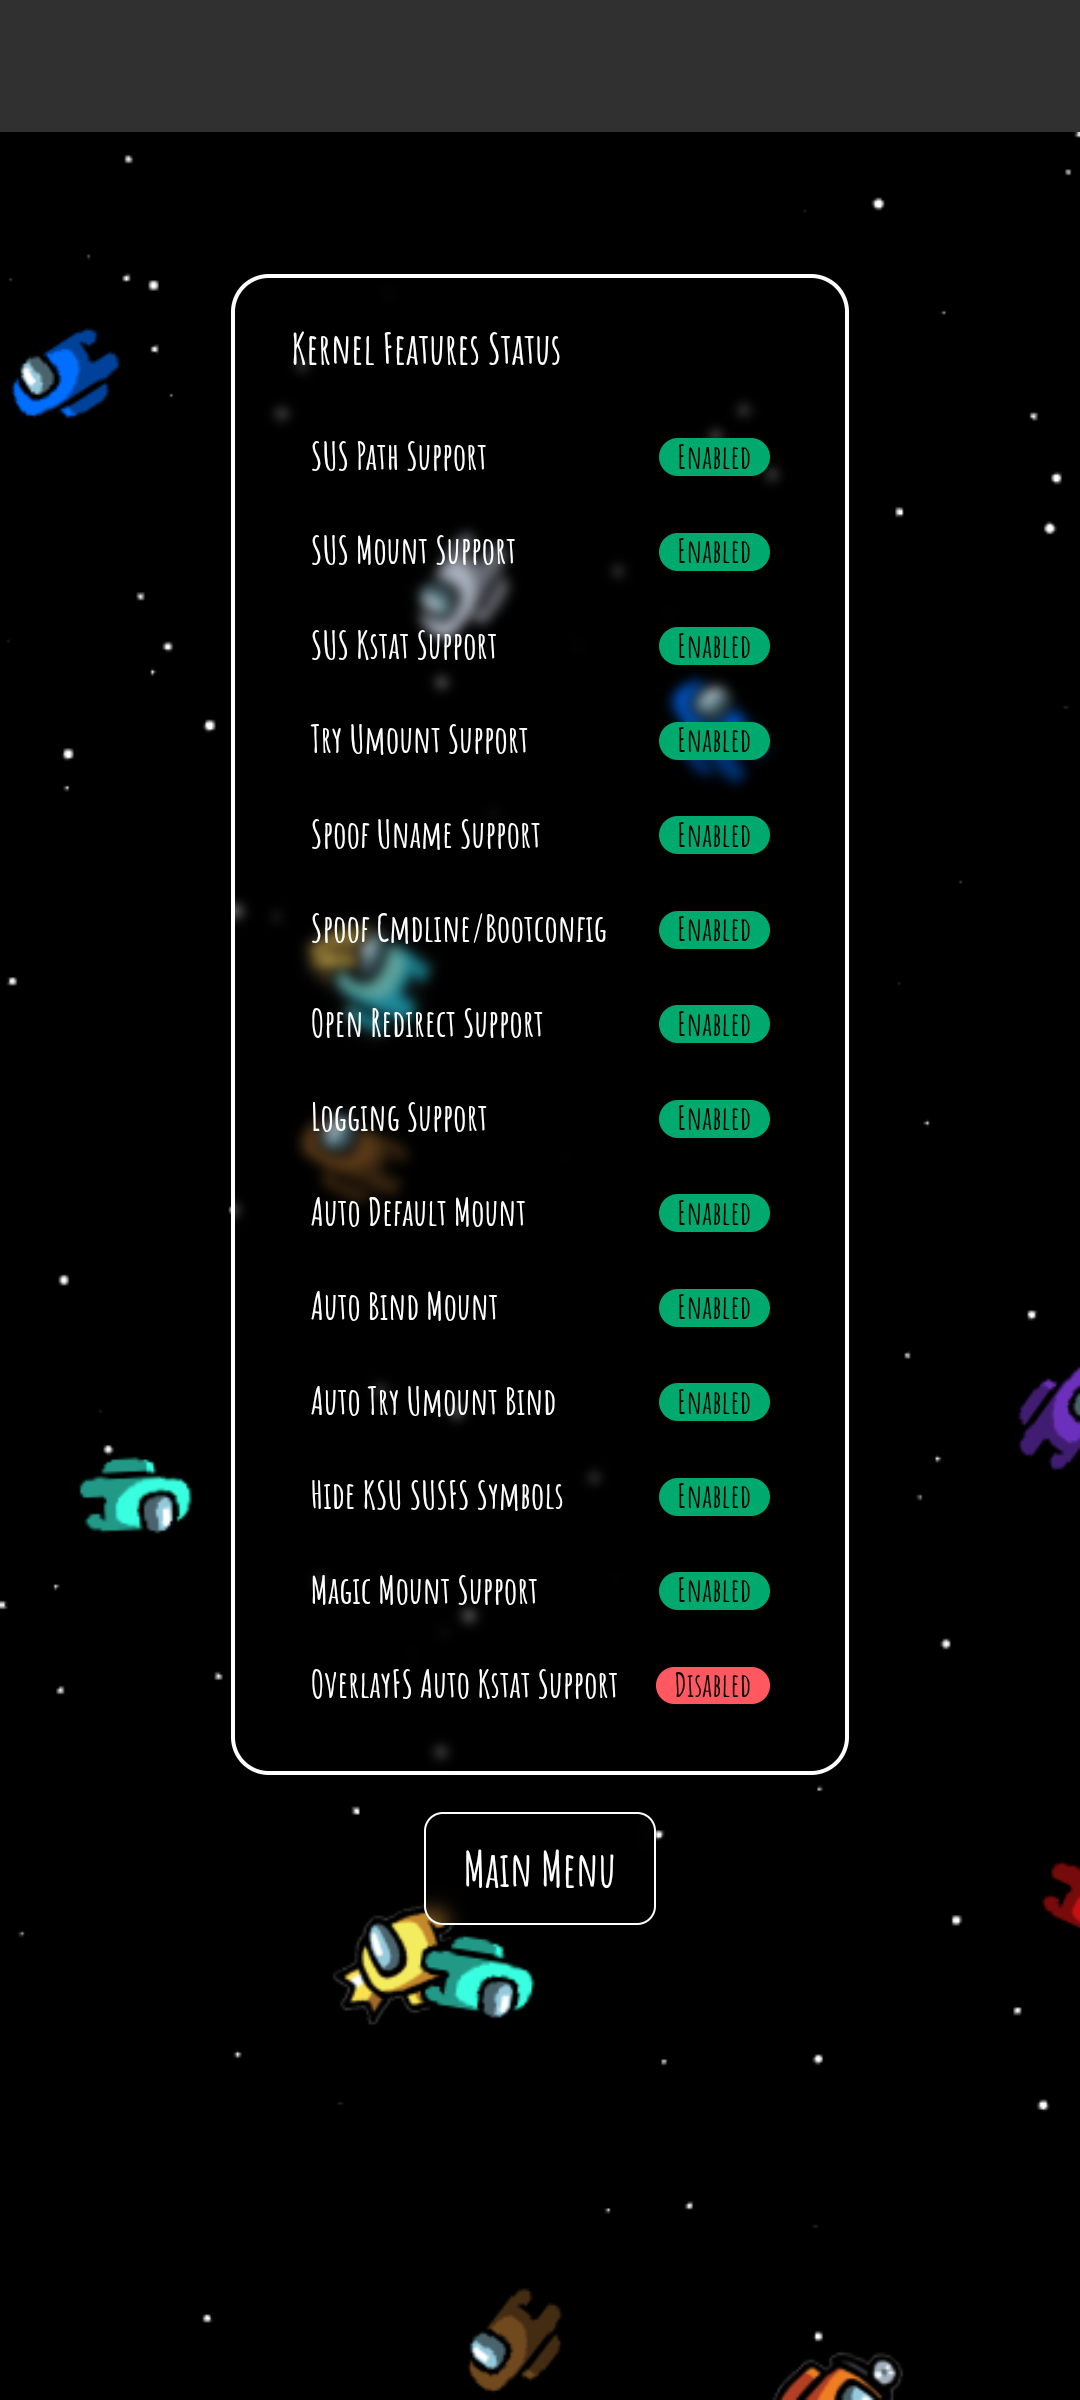 Kernel Features Status
SUS Path Support Enabled
SUS Mount Support Enabled
SUS Kstat Support Enabled
Try Umount Support Enabled
Spoof Uname Support Enabled
Spoof Cmdline/Bootconfig Enabled
Open Redirect Support Enabled
Logging Support Enabled
Auto Default Mount Enabled
Auto Bind Mount Enabled
Auto Try Umount Bind Enabled
Hide KSU SUSFS Symbols Enabled
Magic Mount Support Enabled
OverlayFS Auto Kstat Support Disabled
Main Menu